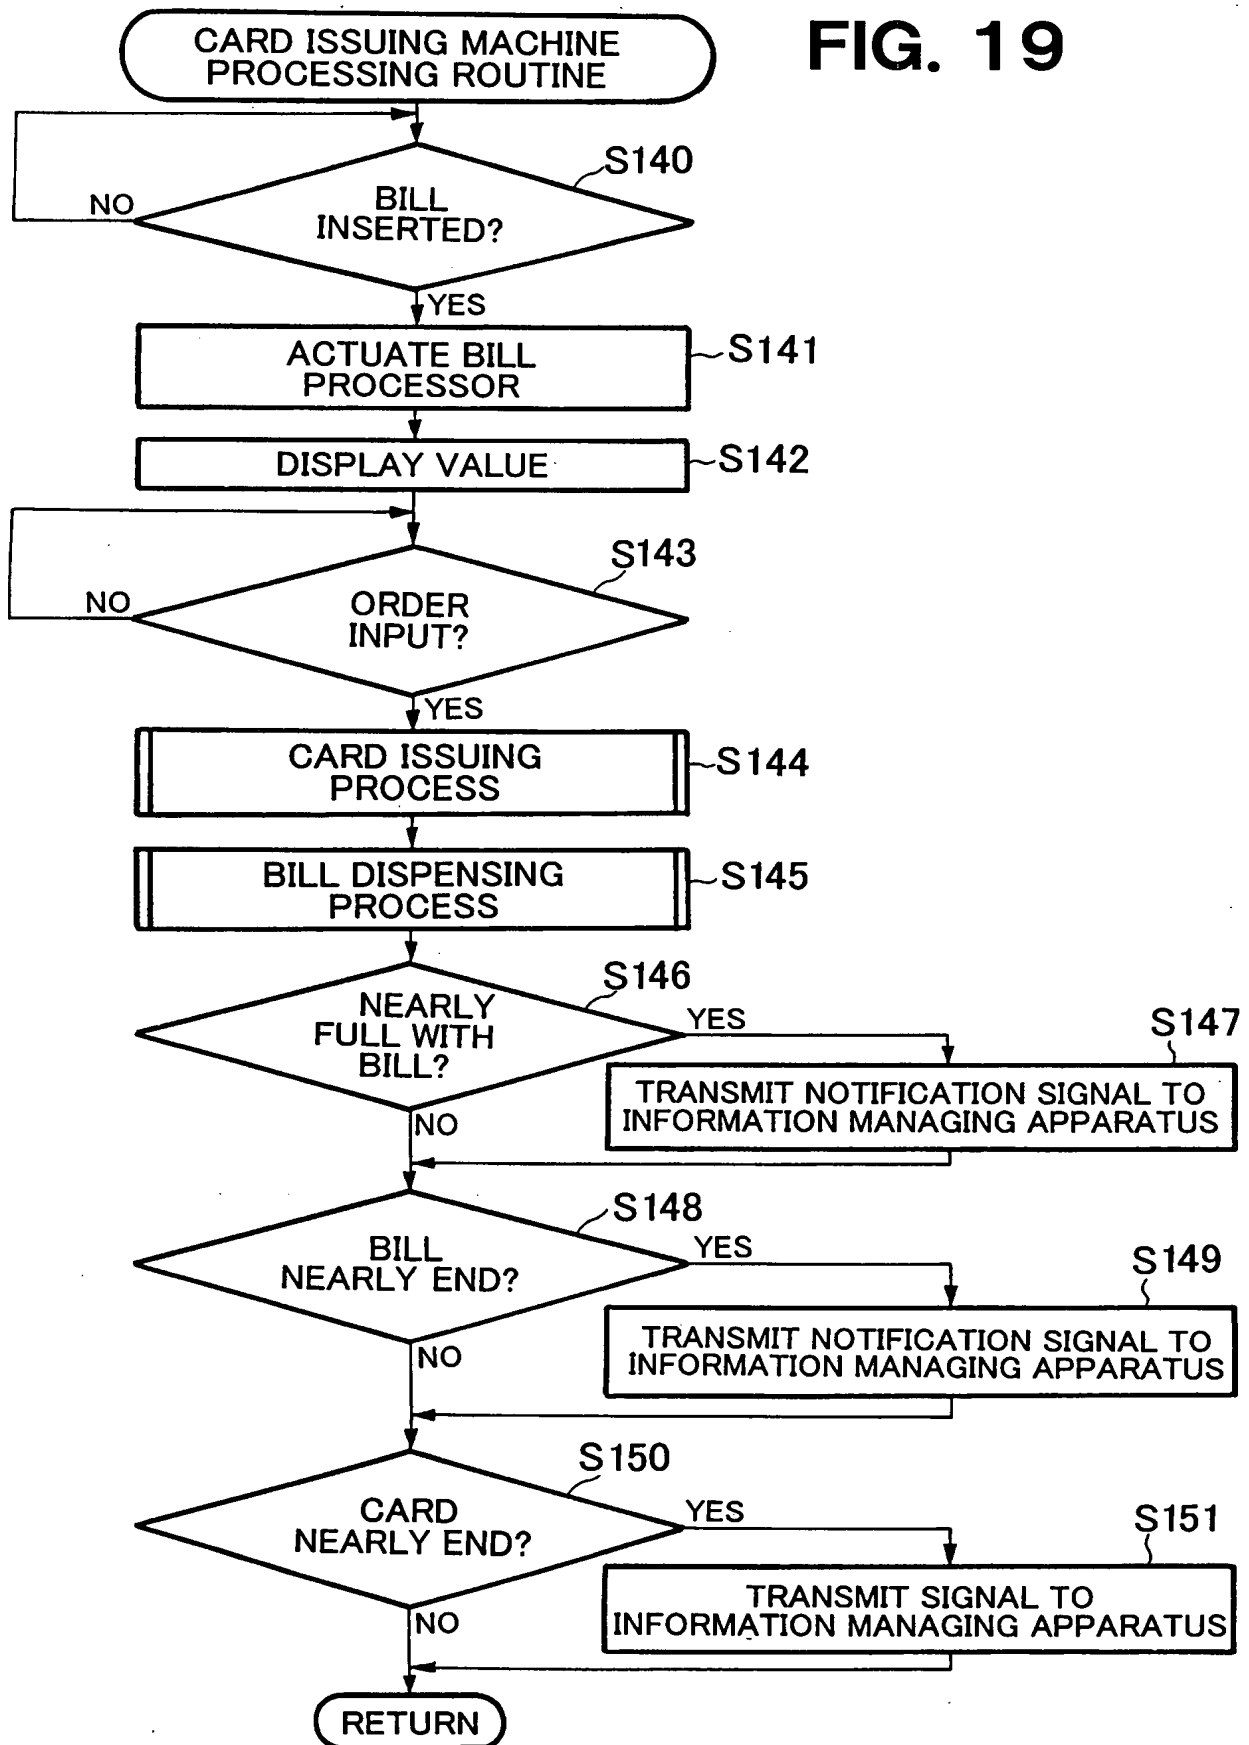 FIG. 19
CARD ISSUING MACHINE
PROCESSING ROUTINE
S140
BILL
INSERTED?
NO
YES
ACTUATE BILL
PROCESSOR
S141
DISPLAY VALUE
S142
S143
ORDER
INPUT?
NO
YES
CARD ISSUING
PROCESS
S144
BILL DISPENSING
PROCESS
S145
S146
NEARLY
FULL WITH
BILL?
YES
NO
S147
TRANSMIT NOTIFICATION SIGNAL TO
INFORMATION MANAGING APPARATUS
S148
BILL
NEARLY END?
YES
NO
S149
TRANSMIT NOTIFICATION SIGNAL TO
INFORMATION MANAGING APPARATUS
S150
CARD
NEARLY END?
YES
NO
S151
TRANSMIT SIGNAL TO
INFORMATION MANAGING APPARATUS
RETURN